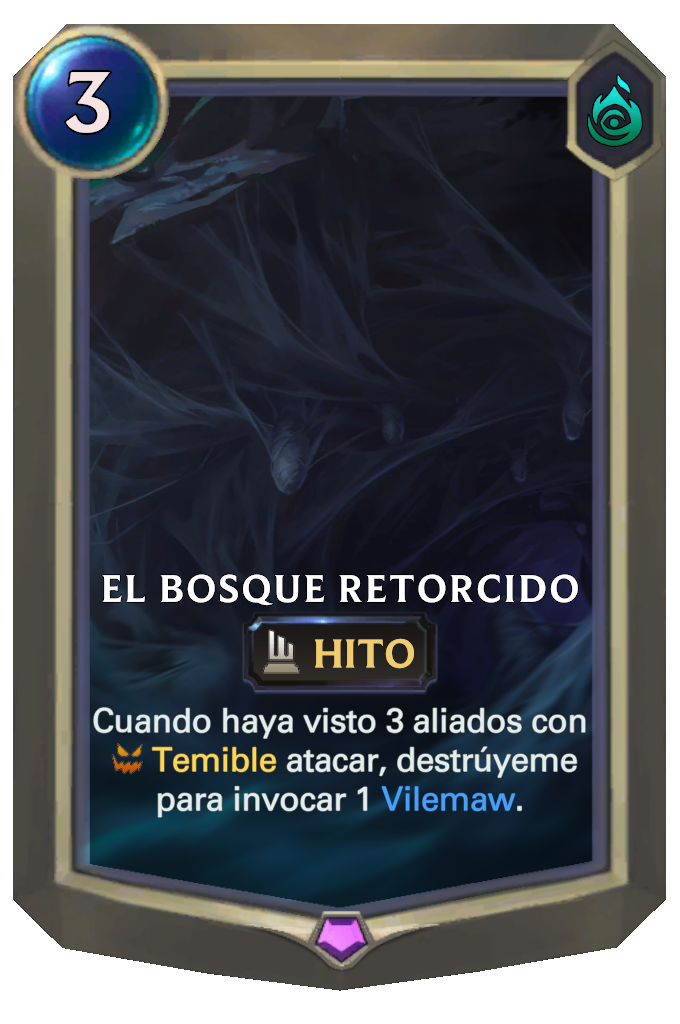 3
EL BOSQUE RETORCIDO
HITO
Cuando haya visto 3 aliados con
Temible atacar, destrúyeme
para invocar 1 Vilemaw.